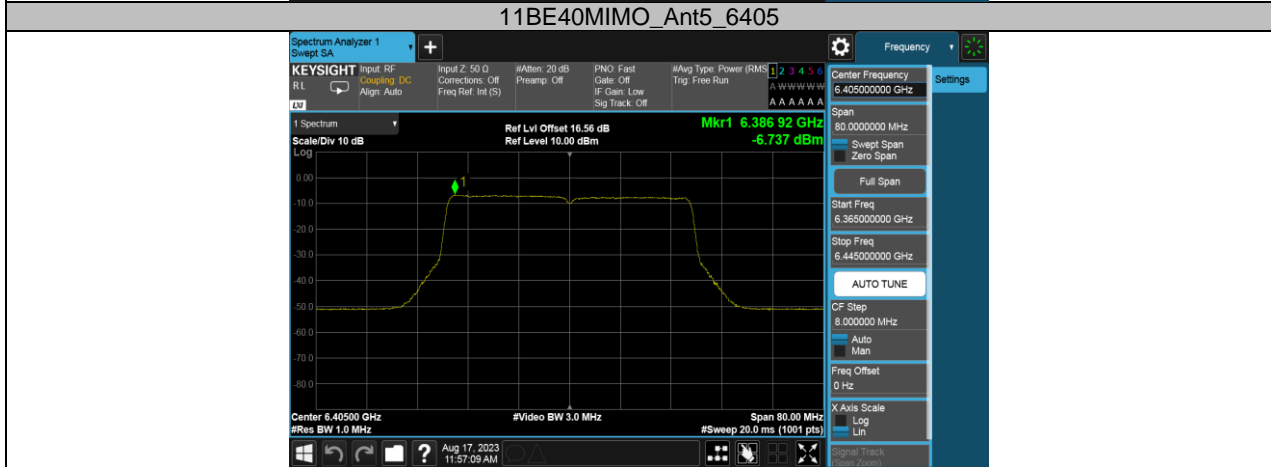 11BE40MIMO_Ant5_6405
Spectrum Analyzer 1
Swept SA
Frequency
KEYSIGHT
RL
LXI
Input: RF
Coupling: DC
Align: Auto
Input Z: 50 Ω
Corrections: Off
Freq Ref: Int (S)
#Atten: 20 dB
Preamp: Off
PNO: Fast
Gate: Off
IF Gain: Low
Sig Track: Off
#Avg Type: Power (RMS
Trig: Free Run
1 2 3 4 5 6
A W W W W W
A A A A A A
1 Spectrum
Scale/Div 10 dB
Ref Lvl Offset 16.56 dB
Ref Level 10.00 dBm
Mkr1 6.386 92 GHz
-6.737 dBm
Log
1
0.00
-10.0
-20.0
-30.0
-40.0
-50.0
-60.0
-70.0
-80.0
Center 6.40500 GHz
#Res BW 1.0 MHz
#Video BW 3.0 MHz
Span 80.00 MHz
#Sweep 20.0 ms (1001 pts)
Aug 17, 2023
11:57:09 AM
Settings
Center Frequency
6.405000000 GHz
Span
80.0000000 MHz
Swept Span
Zero Span
Full Span
Start Freq
6.365000000 GHz
Stop Freq
6.445000000 GHz
AUTO TUNE
CF Step
8.000000 MHz
Auto
Man
Freq Offset
0 Hz
X Axis Scale
Log
Lin
Signal Track
(Span Zoom)